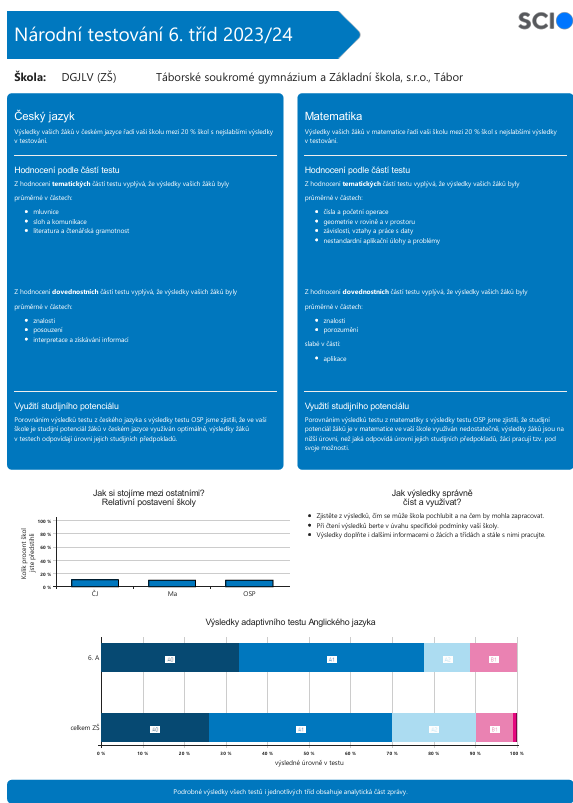 Národní testování 6. tříd 2023/24
SCIO
Škola: DGJLV (ZŠ) Táborské soukromé gymnázium a Základní škola, s.r.o., Tábor
Český jazyk
Výsledky vašich žáků v českém jazyce řadí vaši školu mezi 20 % škol s nejslabšími výsledky
v testování.
Hodnocení podle částí testu
Z hodnocení tematických částí testu vyplývá, že výsledky vašich žáků byly
průměrné v částech:
mluvnice
sloh a komunikace
literatura a čtenářská gramotnost
Z hodnocení dovednostních částí testu vyplývá, že výsledky vašich žáků byly
průměrné v částech:
znalosti
posouzení
interpretace a získávání informací
Využití studijního potenciálu
Porovnáním výsledků testu z českého jazyka s výsledky testu OSP jsme zjistili, že ve vaší
škole je studijní potenciál žáků v českém jazyce využíván optimálně, výsledky žáků
v testech odpovídají úrovni jejich studijních předpokladů.
Matematika
Výsledky vašich žáků v matematice řadí vaši školu mezi 20 % škol s nejslabšími výsledky
v testování.
Hodnocení podle částí testu
Z hodnocení tematických částí testu vyplývá, že výsledky vašich žáků byly
průměrné v částech:
čísla a početní operace
geometrie v rovině a v prostoru
závislosti, vztahy a práce s daty
nestandardní aplikační úlohy a problémy
Z hodnocení dovednostních částí testu vyplývá, že výsledky vašich žáků byly
průměrné v částech:
znalosti
porozumění
slabé v části:
aplikace
Využití studijního potenciálu
Porovnáním výsledků testu z matematiky s výsledky testu OSP jsme zjistili, že studijní
potenciál žáků je v matematice ve vaší škole využíván nedostatečně, výsledky žáků jsou na
nižší úrovni, než jaká odpovídá úrovni jejich studijních předpokladů, žáci pracují tzv. pod
svoje možnosti.
Jak si stojíme mezi ostatními?
Relativní postavení školy
Kolik procent škol
jste předstihli
100 %
80 %
60 %
40 %
20 %
0 %
ČJ Ma OSP
Jak výsledky správně
číst a využívat?
Zjistěte z výsledků, čím se může škola pochlubit a na čem by mohla zapracovat.
Při čtení výsledků berte v úvahu specifické podmínky vaší školy.
Výsledky doplňte i dalšími informacemi o žácích a třídách a stále s nimi pracujte.
Výsledky adaptivního testu Anglického jazyka
6. A A0 A1 A2 B1
celkem ZŠ A0 A1 A2 B1
0 % 10 % 20 % 30 % 40 % 50 % 60 % 70 % 80 % 90 % 100 %
výsledné úrovně v testu
Podrobné výsledky všech testů i jednotlivých tříd obsahuje analytická část zprávy.